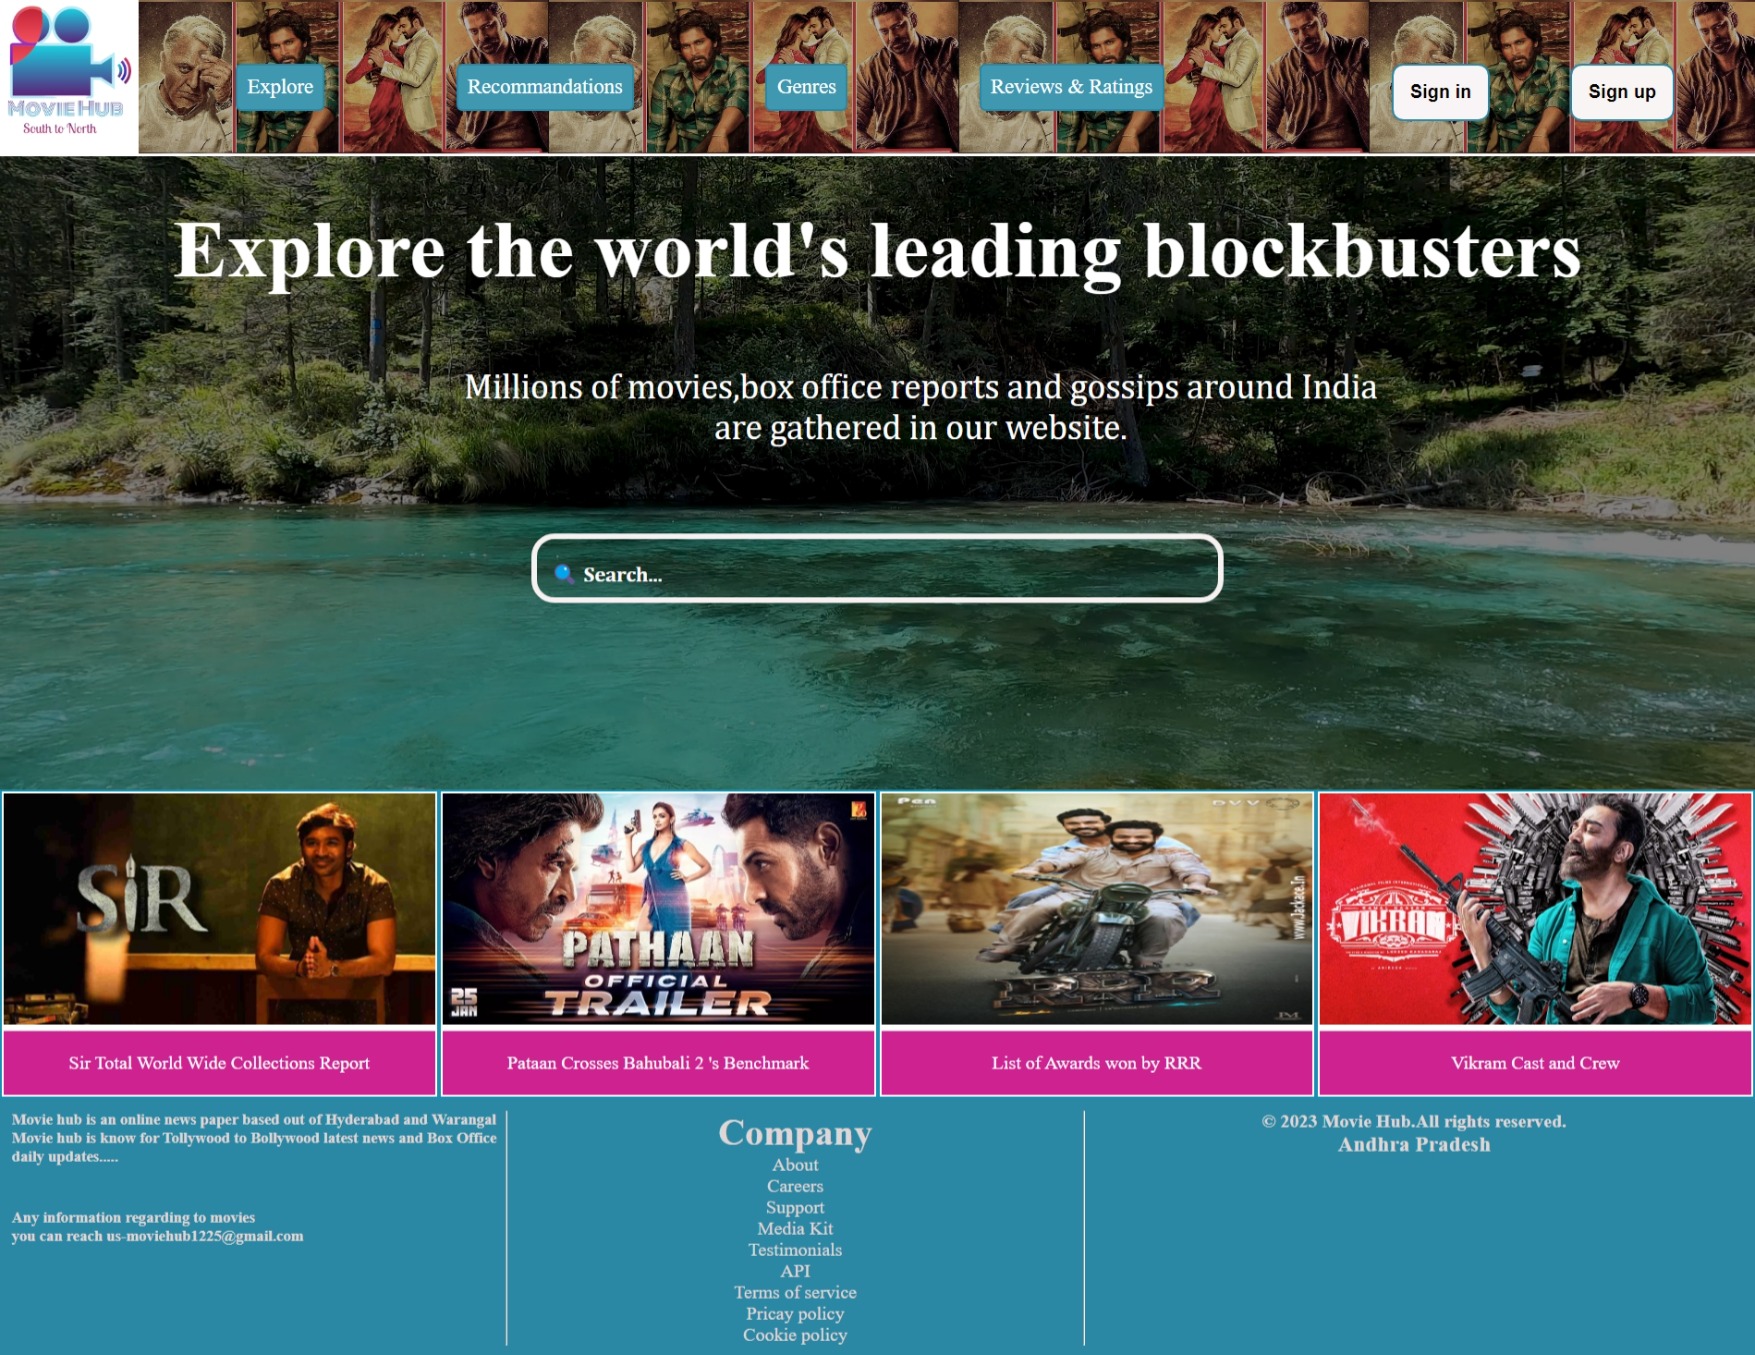 MOVIE HUB
South to North
Explore
Recommandations
Genres
Reviews & Ratings
Sign in
Sign up
Explore the world's leading blockbusters
Millions of movies,box office reports and gossips around India
are gathered in our website.
Search...
SIR
PATHAAN
OFFICIAL
TRAILER
25
JAN
Pen
DVV
RRR
VIKRAM
Sir Total World Wide Collections Report
Pataan Crosses Bahubali 2 's Benchmark
List of Awards won by RRR
Vikram Cast and Crew
Movie hub is an online news paper based out of Hyderabad and Warangal
Movie hub is know for Tollywood to Bollywood latest news and Box Office
daily updates.....
Any information regarding to movies
you can reach us-moviehub1225@gmail.com
Company
About
Careers
Support
Media Kit
Testimonials
API
Terms of service
Pricay policy
Cookie policy
© 2023 Movie Hub.All rights reserved.
Andhra Pradesh